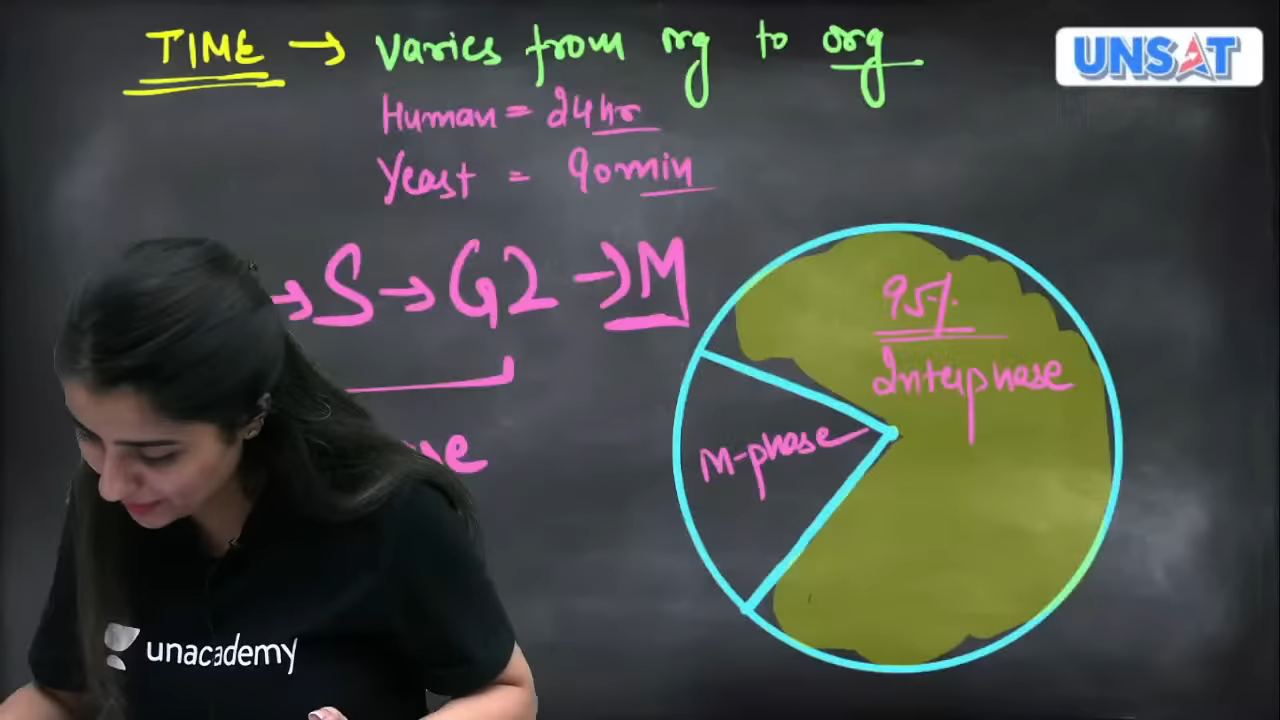 TIME → varies from org to org
UNSAT
Human = 24hr
Yeast = 90min
→ S → G2 → M
95%
Interphase
M-phase
unacademy